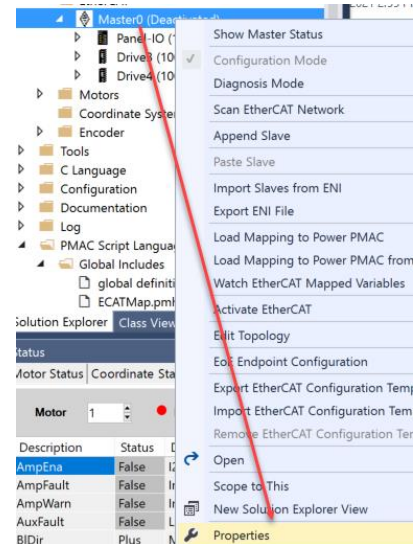 Master0 (Deactivated)
Panel-IO (1
Drive3 (10
Drive4 (10
Motors
Coordinate Syste
Encoder
Tools
C Language
Configuration
Documentation
Log
PMAC Script Langua
Global Includes
global definiti
ECATMap.pmh
Solution Explorer Class View
Status
Motor Status Coordinate Sta
Motor 1
Description Status
AmpEna False
AmpFault False
AmpWarn False
AuxFault False
BlDir Plus
Show Master Status
Configuration Mode
Diagnosis Mode
Scan EtherCAT Network
Append Slave
Paste Slave
Import Slaves from ENI
Export ENI File
Load Mapping to Power PMAC
Load Mapping to Power PMAC from
Watch EtherCAT Mapped Variables
Activate EtherCAT
Edit Topology
EoE Endpoint Configuration
Export EtherCAT Configuration Temp
Import EtherCAT Configuration Tem
Remove EtherCAT Configuration Tem
Open
Scope to This
New Solution Explorer View
Properties